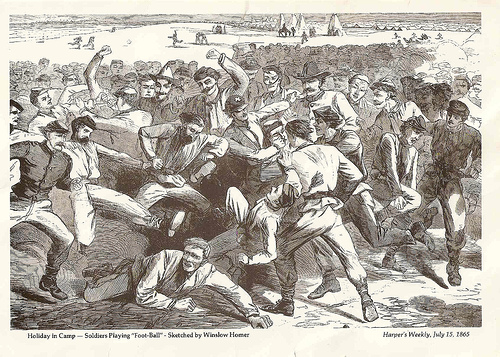 Holiday in Camp — Soldiers Playing "Foot-Ball" - Sketched by Winslow Homer
Harper's Weekly, July 15, 1865